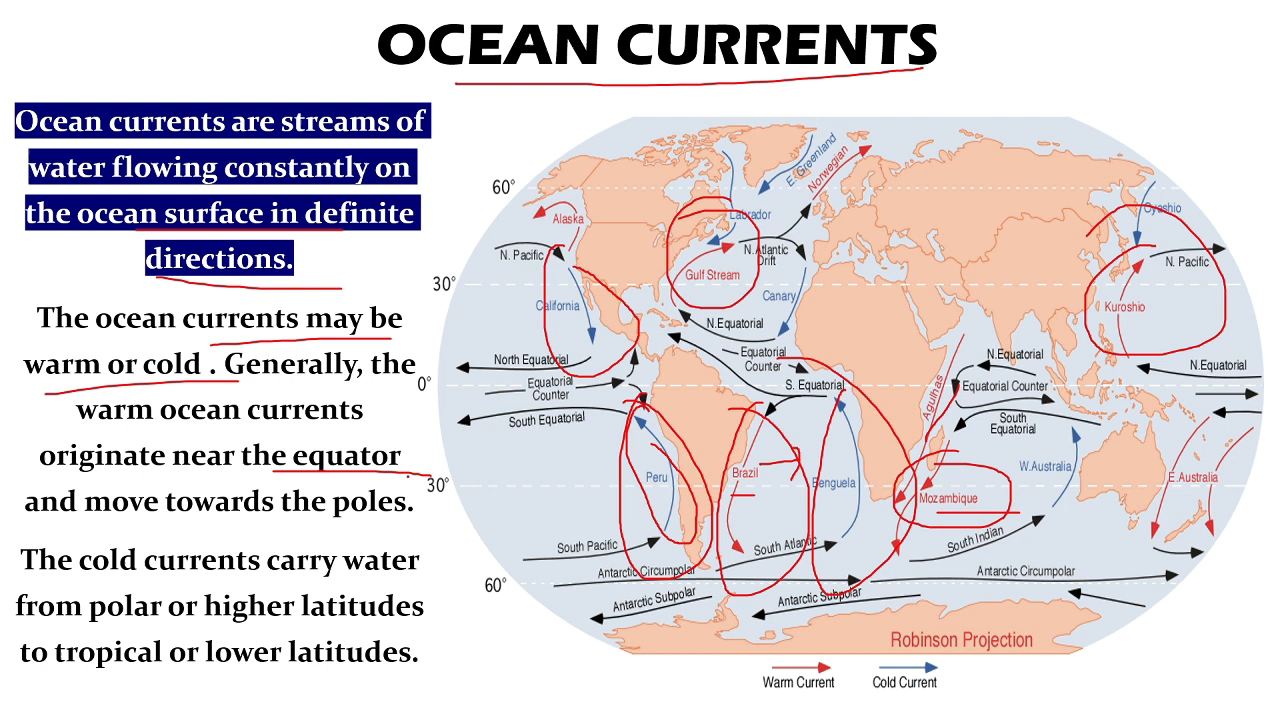 OCEAN CURRENTS
Ocean currents are streams of
water flowing constantly on
the ocean surface in definite
directions.
The ocean currents may be
warm or cold . Generally, the
warm ocean currents
originate near the equator
and move towards the poles.
The cold currents carry water
from polar or higher latitudes
to tropical or lower latitudes.
60°
30°
0°
30°
60°
E. Greenland
Norwegian
Alaska
Labrador
Oyashio
N. Pacific
N. Atlantic
Drift
N. Pacific
Gulf Stream
California
Canary
Kuroshio
N.Equatorial
North Equatorial
Equatorial
Counter
N.Equatorial
N.Equatorial
Equatorial
Counter
S. Equatorial
Equatorial Counter
South Equatorial
South
Equatorial
Agulhas
Peru
Brazil
Benguela
Mozambique
W.Australia
E.Australia
South Pacific
South Atlantic
South Indian
Antarctic Circumpolar
Antarctic Circumpolar
Antarctic Subpolar
Antarctic Subpolar
Robinson Projection
Warm Current
Cold Current